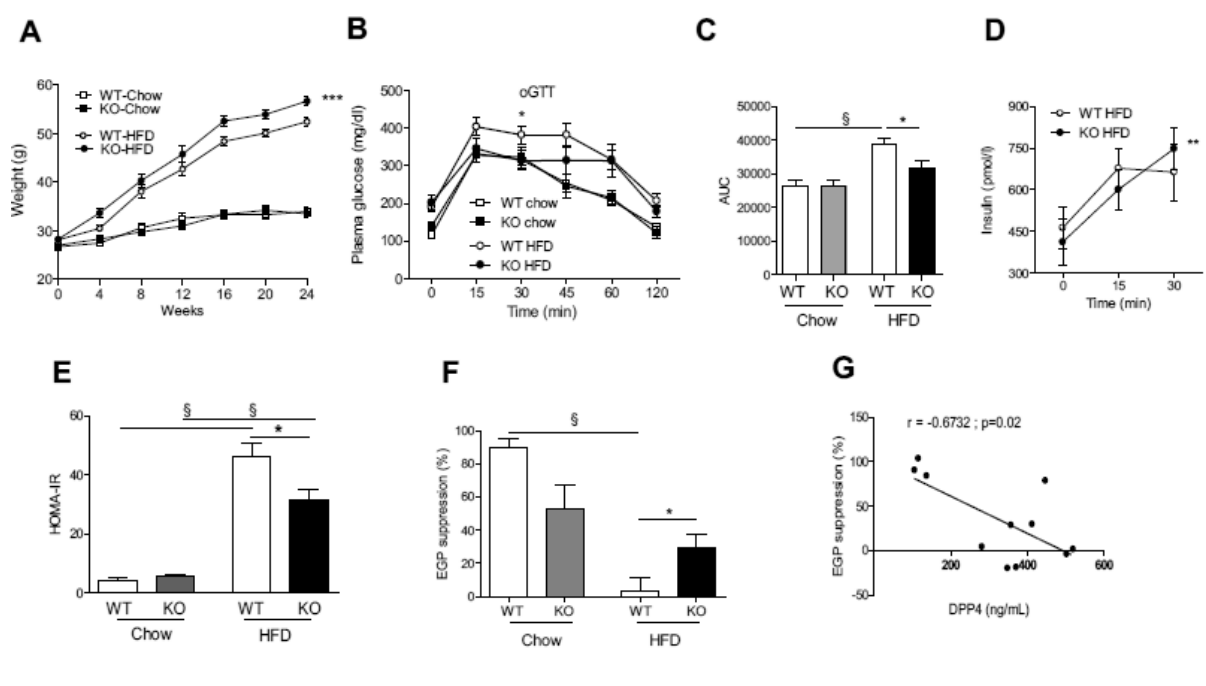 A
60
50
40
30
20
Weight (g)
WT-Chow
KO-Chow
WT-HFD
KO-HFD
***
0 4 8 12 16 20 24
Weeks
B
oGTT
*
500
400
300
200
100
0
Plasma glucose (mg/dl)
WT chow
KO chow
WT HFD
KO HFD
0 15 30 45 60 120
Time (min)
C
50000
40000
30000
20000
10000
0
AUC
§ *
WT KO WT KO
Chow HFD
D
900
750
600
450
300
Insulin (pmol/l)
WT HFD
KO HFD
**
0 15 30
Time (min)
E
60
40
20
0
HOMA-IR
§ §
*
WT KO WT KO
Chow HFD
F
100
80
60
40
20
0
EGP suppression (%)
§
*
WT KO WT KO
Chow HFD
G
150
100
50
0
-50
EGP suppression (%)
r = -0.6732 ; p=0.02
200 400 600
DPP4 (ng/mL)